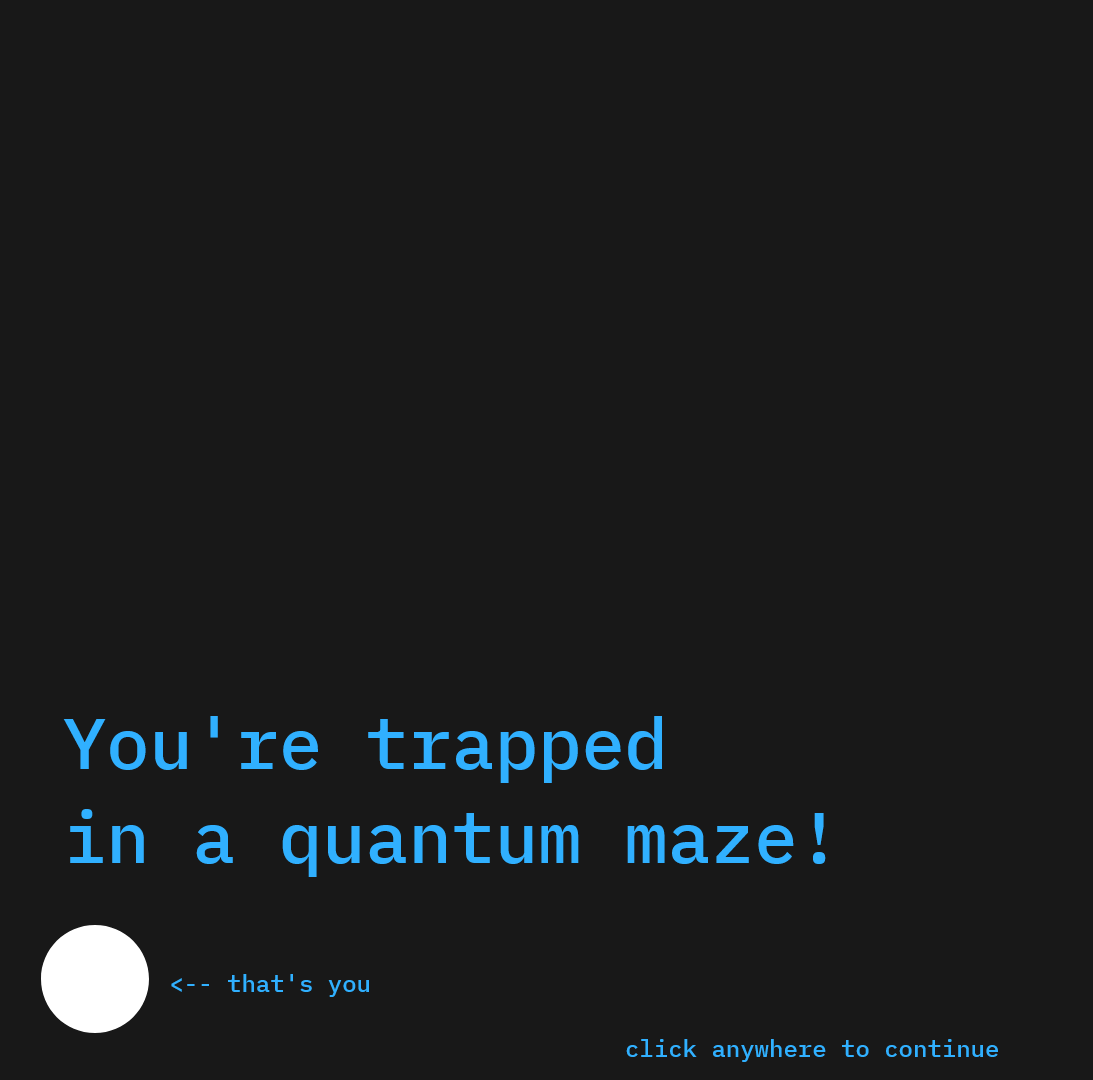 You're trapped
in a quantum maze!
<-- that's you
click anywhere to continue